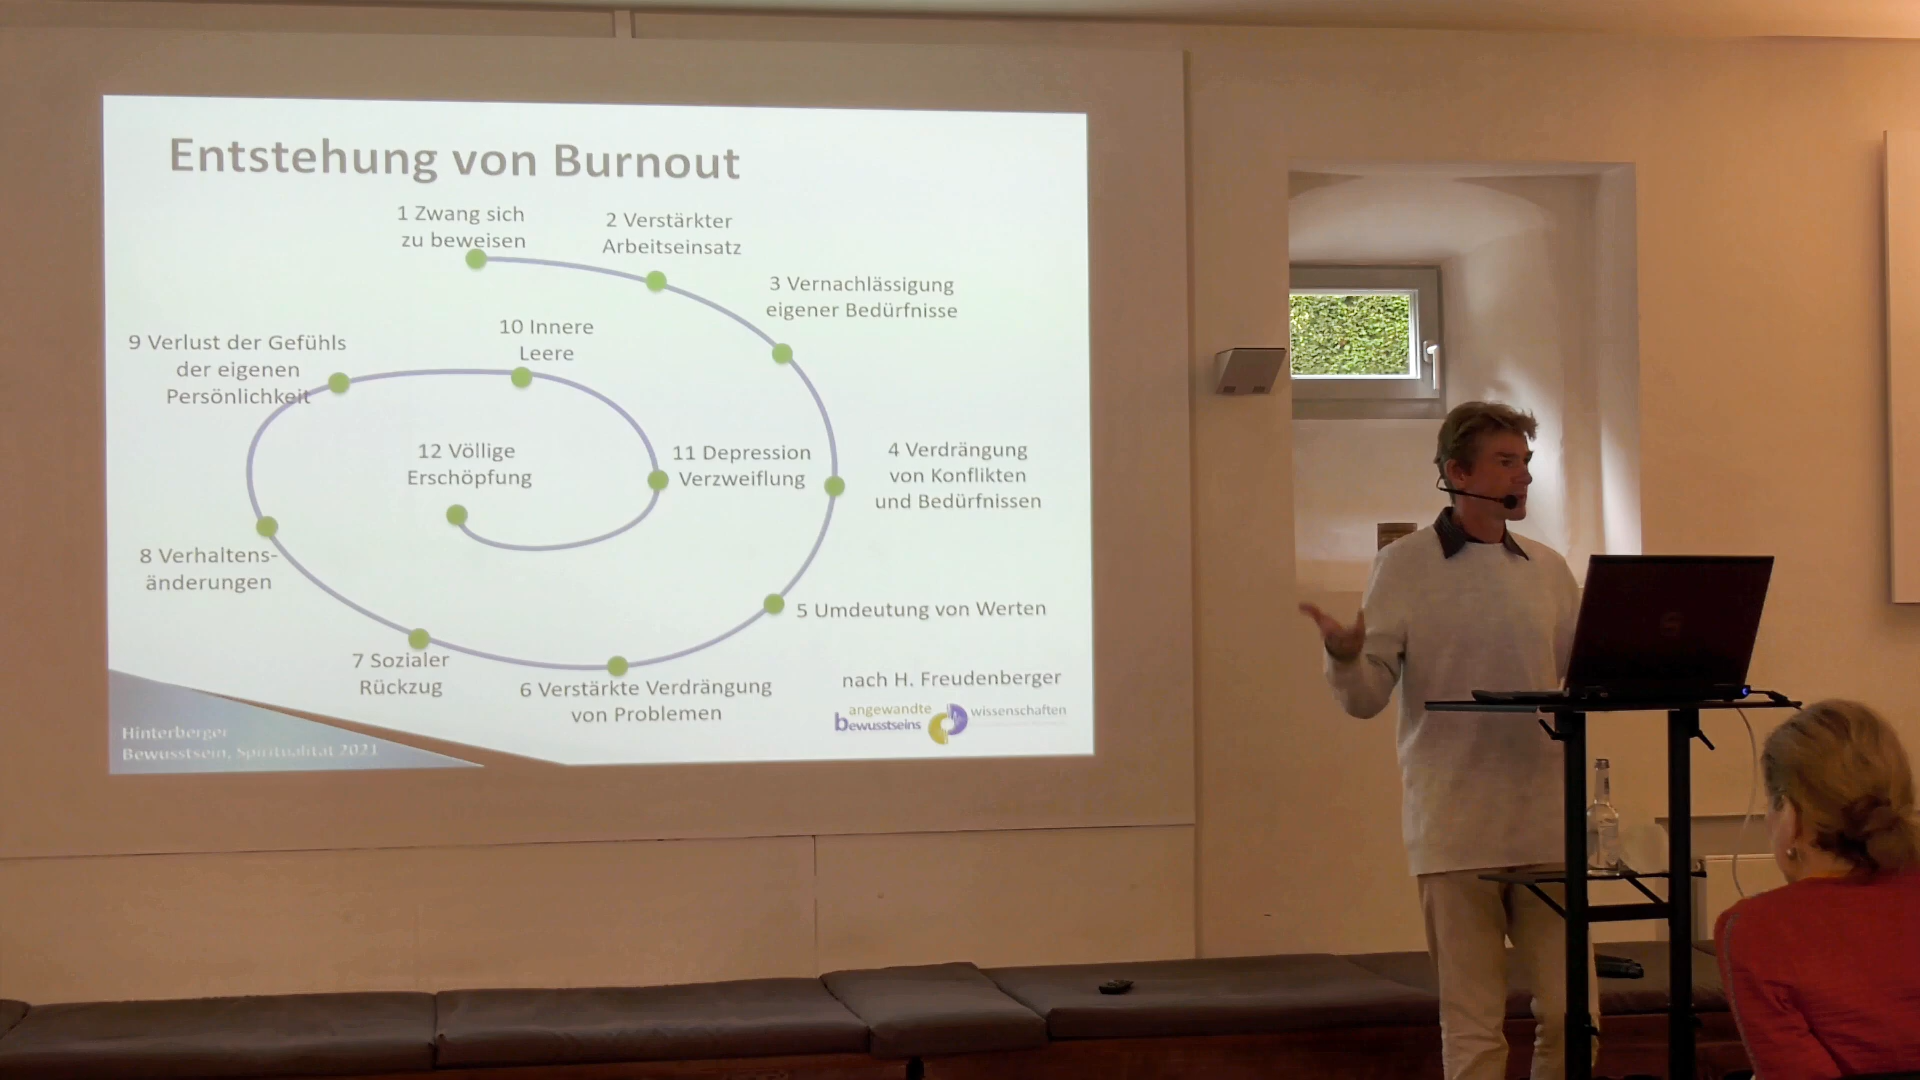 Entstehung von Burnout
1 Zwang sich
zu beweisen
2 Verstärkter
Arbeitseinsatz
3 Vernachlässigung
eigener Bedürfnisse
4 Verdrängung
von Konflikten
und Bedürfnissen
5 Umdeutung von Werten
6 Verstärkte Verdrängung
von Problemen
7 Sozialer
Rückzug
8 Verhaltens-
änderungen
9 Verlust der Gefühls
der eigenen
Persönlichkeit
10 Innere
Leere
11 Depression
Verzweiflung
12 Völlige
Erschöpfung
nach H. Freudenberger
angewandte
bewusstseins wissenschaften
Hinterberger
Bewusstsein, Spiritualität 2021